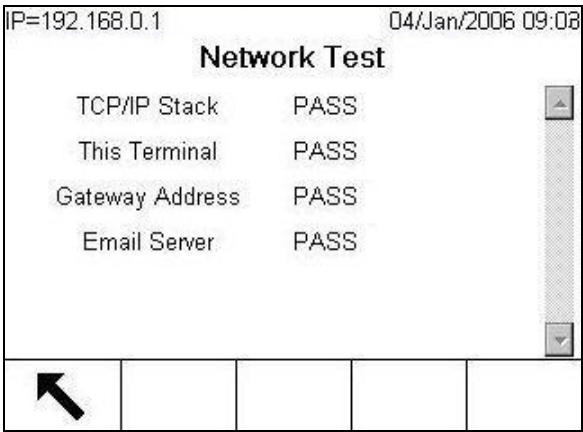 IP=192.168.0.1 04/Jan/2006 09:08
Network Test
TCP/IP Stack PASS
This Terminal PASS
Gateway Address PASS
Email Server PASS